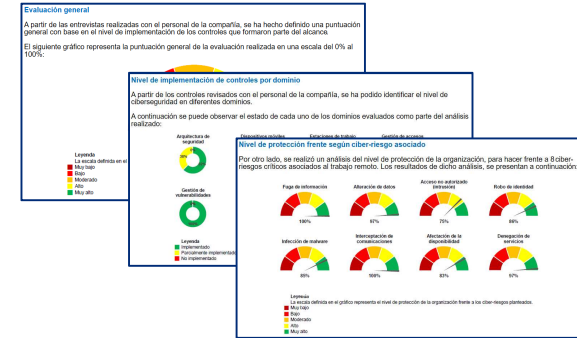 Evaluación general
A partir de las entrevistas realizadas con el personal de la compañía, se ha hecho definido una puntuación
general con base en el nivel de implementación de los controles que formaron parte del alcance.
El siguiente gráfico representa la puntuación general de la evaluación realizada en una escala del 0% al
100%:
Leyenda
La escala definida en el
Muy bajo
Bajo
Moderado
Alto
Muy alto
Nivel de implementación de controles por dominio
A partir de los controles revisados con el personal de la compañía, se ha podido identificar el nivel de
ciberseguridad en diferentes dominios.
A continuación se puede observar el estado de cada uno de los dominios evaluados como parte del análisis
realizado:
Arquitectura de
seguridad
Dispositivos móviles
Estaciones de trabajo
Gestión de accesos
Gestión de
vulnerabilidades
Leyenda
Implementado
Parcialmente implementado
No implementado
Nivel de protección frente según ciber-riesgo asociado
Por otro lado, se realizó un análisis del nivel de protección de la organización, para hacer frente a 8 ciber-
riesgos críticos asociados al trabajo remoto. Los resultados de dicho análisis, se presentan a continuación:
Fuga de información
Alteración de datos
Acceso no autorizado
(intrusión)
Robo de identidad
100%
97%
75%
Infección de malware
Interceptación de
comunicaciones
Afectación de la
disponibilidad
Denegación de
servicios
100%
83%
97%
Leyenda
La escala definida en el gráfico representa el nivel de protección de la organización frente a los ciber-riesgos planteados.
Muy bajo
Bajo
Moderado
Alto
Muy alto